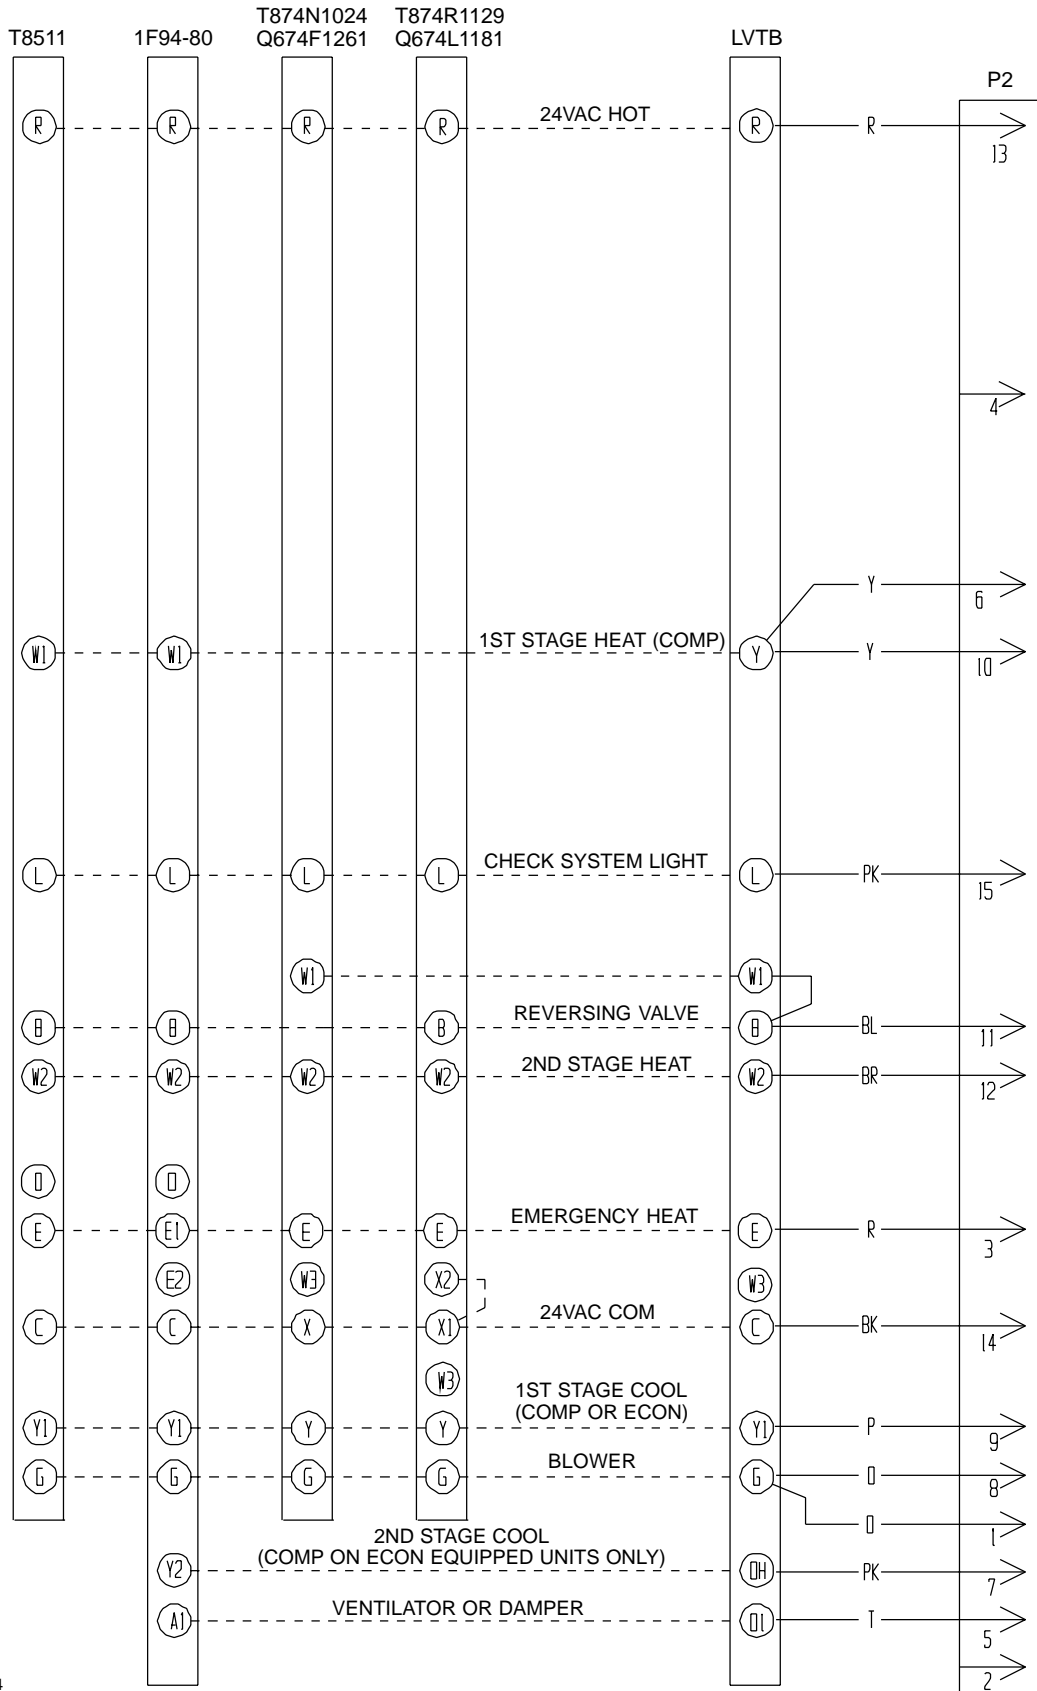 T874N1024 T874R1129
T8511 1F94-80 Q674F1261 Q674L1181 LVTB
P2
24VAC HOT
R R R R R R
13
4
Y
6
1ST STAGE HEAT (COMP)
W1 W1 Y Y
10
CHECK SYSTEM LIGHT
L L L L L PK
15
W1 W1
REVERSING VALVE
B B B B BL
11
2ND STAGE HEAT
W2 W2 W2 W2 W2 BR
12
O O
EMERGENCY HEAT
E E1 E E E R
3
E2 W3 X2 W3
24VAC COM
C C X X1 C BK
14
W3
1ST STAGE COOL
(COMP OR ECON)
Y1 Y1 Y Y Y1 P
9
BLOWER
G G G G G O
8
O
1
2ND STAGE COOL
(COMP ON ECON EQUIPPED UNITS ONLY)
Y2 OH PK
7
VENTILATOR OR DAMPER
A1 O1 T
5
2